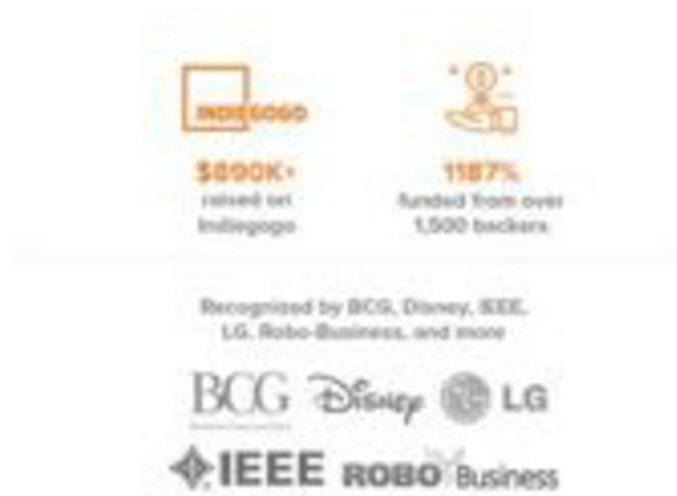 INDIEGOGO
$890K+
1187%
raised on
funded from over
Indiegogo
1,500 backers
Recognized by BCG, Disney, IEEE,
LG, Robo-Business, and more
BCG Disney LG
IEEE ROBO Business